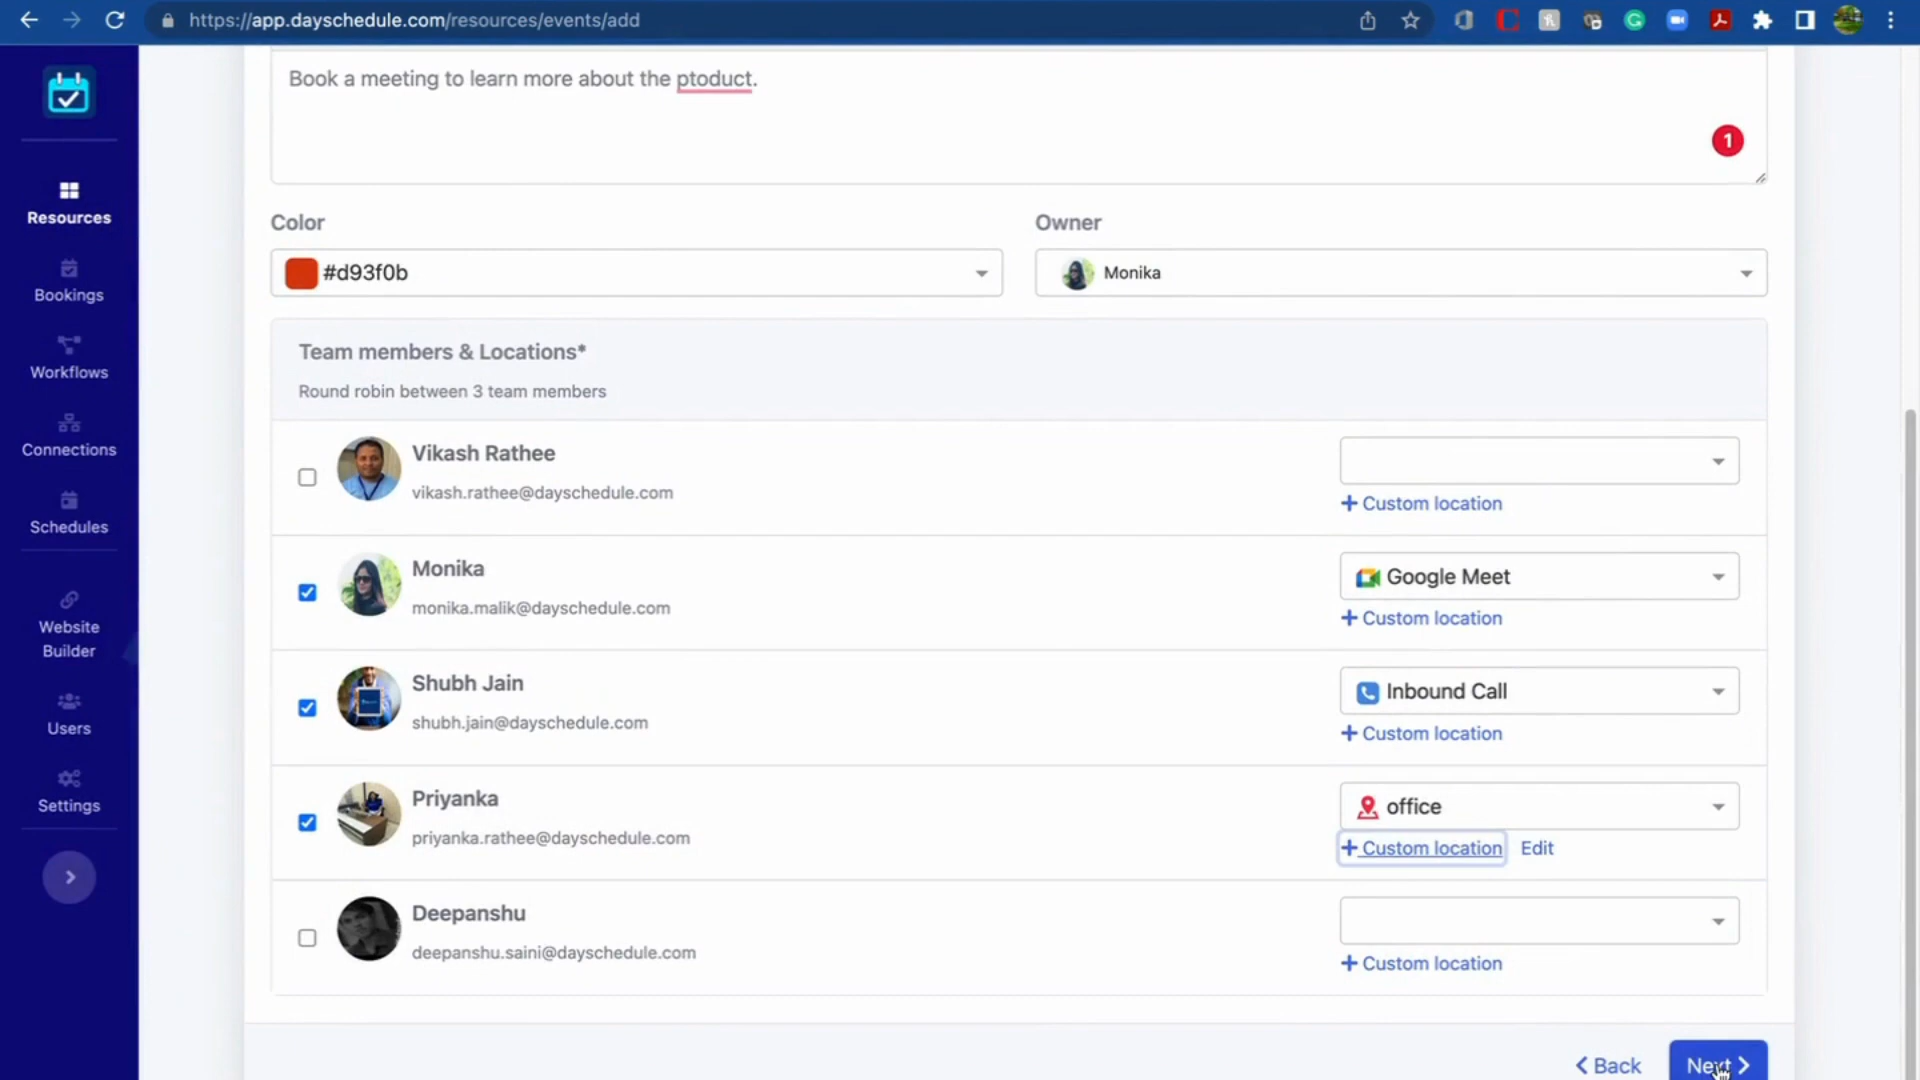 https://app.dayschedule.com/resources/events/add
Book a meeting to learn more about the ptoduct.
1
Resources
Bookings
Workflows
Connections
Schedules
Website
Builder
Users
Settings
Color
Owner
#d93f0b
Monika
Team members & Locations*
Round robin between 3 team members
Vikash Rathee
vikash.rathee@dayschedule.com
+ Custom location
Monika
monika.malik@dayschedule.com
Google Meet
+ Custom location
Shubh Jain
shubh.jain@dayschedule.com
Inbound Call
+ Custom location
Priyanka
priyanka.rathee@dayschedule.com
office
+ Custom location Edit
Deepanshu
deepanshu.saini@dayschedule.com
+ Custom location
Back
Next